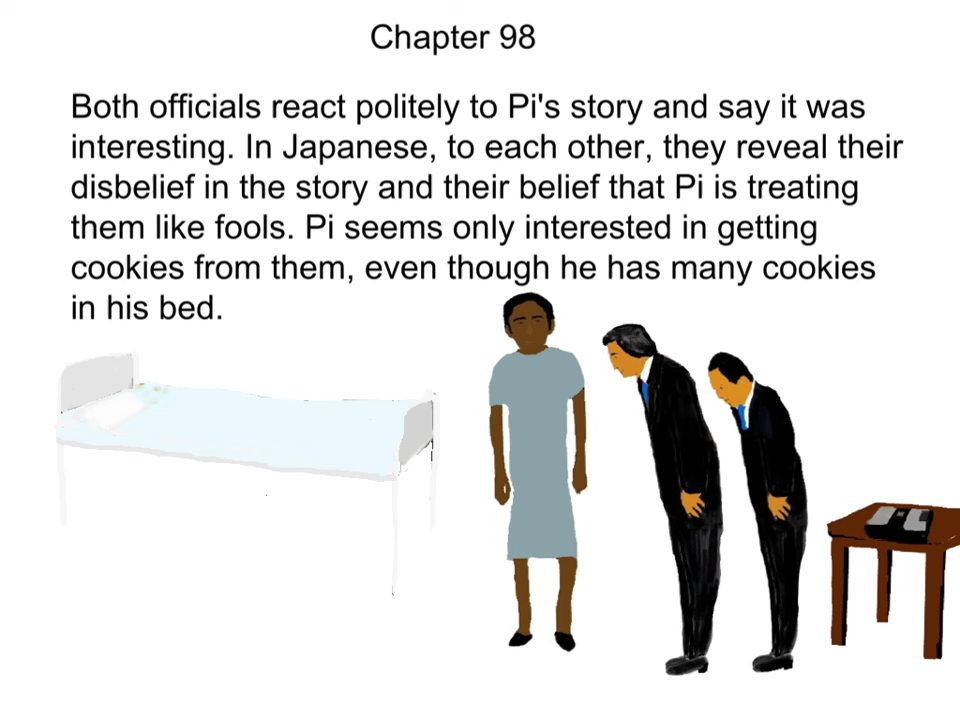 Chapter 98
Both officials react politely to Pi's story and say it was
interesting. In Japanese, to each other, they reveal their
disbelief in the story and their belief that Pi is treating
them like fools. Pi seems only interested in getting
cookies from them, even though he has many cookies
in his bed.